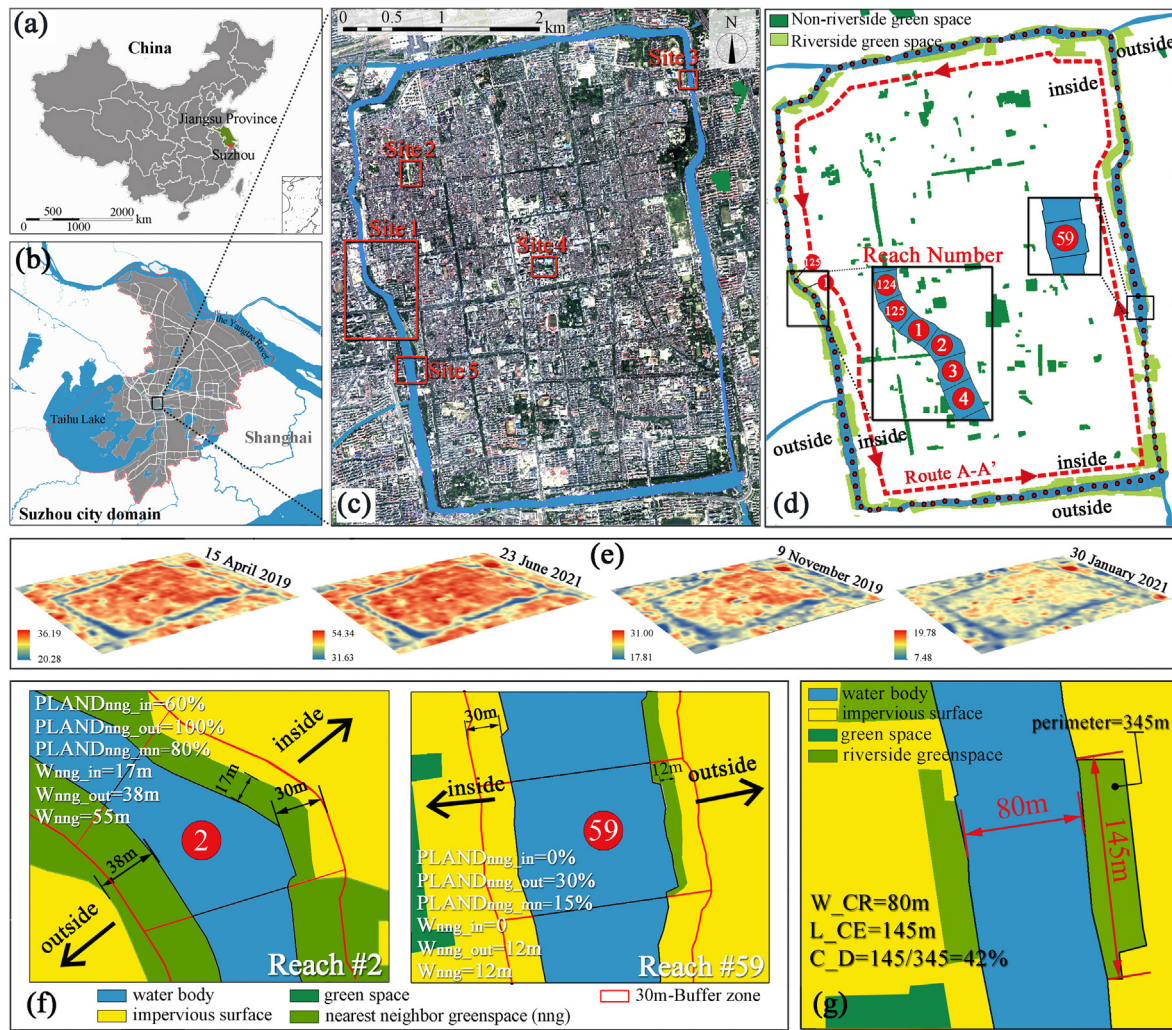 (a)
China
Jiangsu Province
Suzhou
0 500 1000 2000 km
(b)
the Yangtze River
Taihu Lake
Shanghai
Suzhou city domain
0 0.5 1 2 km
N
Site 3
Site 2
Site 1
Site 4
Site 5
(c)
(d)
Non-riverside green space
Riverside green space
outside
inside
59
125
1
Reach Number
124
125
1
2
3
4
outside
inside
Route A-A'
inside
outside
(e)
15 April 2019
36.19
20.28
23 June 2021
54.34
31.63
9 November 2019
31.00
17.81
30 January 2021
19.78
7.48
PLANDnng_in=60%
PLANDnng_out=100%
PLANDnng_mn=80%
Wnng_in=17m
Wnng_out=38m
Wnng=55m
inside
17m
30m
2
38m
outside
Reach #2
30m
12m
inside
outside
59
PLANDnng_in=0%
PLANDnng_out=30%
PLANDnng_mn=15%
Wnng_in=0
Wnng_out=12m
Wnng=12m
Reach #59
(f)
water body
impervious surface
green space
nearest neighbor greenspace (nng)
30m-Buffer zone
water body
impervious surface
green space
riverside greenspace
perimeter=345m
80m
145m
W_CR=80m
L_CE=145m
C_D=145/345=42%
(g)